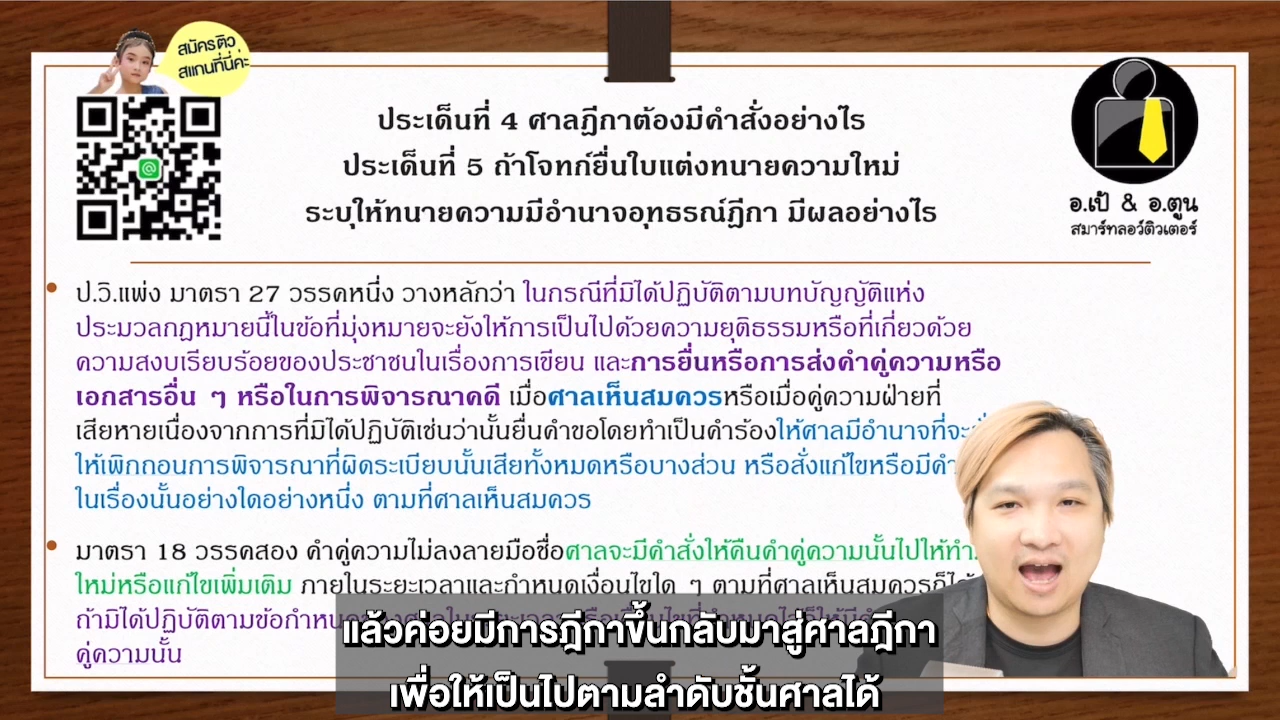 สมัครติว
สแกนที่นี่ค่ะ
ประเด็นที่ 4 ศาลฎีกาต้องมีคำสั่งอย่างไร
ประเด็นที่ 5 ถ้าโจทก์ยื่นใบแต่งทนายความใหม่
ระบุให้ทนายความมีอำนาจอุทธรณ์ฎีกา มีผลอย่างไร
อ.เป้ & อ.ตูน
สมาร์ทลอว์ติวเตอร์
• ป.วิ.แพ่ง มาตรา 27 วรรคหนึ่ง วางหลักว่า ในกรณีที่มิได้ปฏิบัติตามบทบัญญัติแห่ง
ประมวลกฎหมายนี้ในข้อที่มุ่งหมายจะยังให้การเป็นไปด้วยความยุติธรรมหรือที่เกี่ยวด้วย
ความสงบเรียบร้อยของประชาชนในเรื่องการเขียน และการยื่นหรือการส่งคำคู่ความหรือ
เอกสารอื่น ๆ หรือในการพิจารณาคดี เมื่อศาลเห็นสมควรหรือเมื่อคู่ความฝ่ายที่
เสียหายเนื่องจากการที่มิได้ปฏิบัติเช่นว่านั้นยื่นคำขอโดยทำเป็นคำร้องให้ศาลมีอำนาจที่จะ
ให้เพิกถอนการพิจารณาที่ผิดระเบียบนั้นเสียทั้งหมดหรือบางส่วน หรือสั่งแก้ไขหรือมี
ในเรื่องนั้นอย่างใดอย่างหนึ่ง ตามที่ศาลเห็นสมควร
• มาตรา 18 วรรคสอง คำคู่ความไม่ลงลายมือชื่อศาลจะมีคำสั่งให้คืนคำคู่ความนั้นไปให้
ใหม่หรือแก้ไขเพิ่มเติม ภายในระยะเวลาและกำหนดเงื่อนไขใด ๆ ตามที่ศาลเห็นสมควรก็
ถ้ามิได้ปฏิบัติตามข้อ
คู่ความนั้น
แล้วค่อยมีการฎีกาขึ้นกลับมาสู่ศาลฎีกา
เพื่อให้เป็นไปตามลำดับชั้นศาลได้